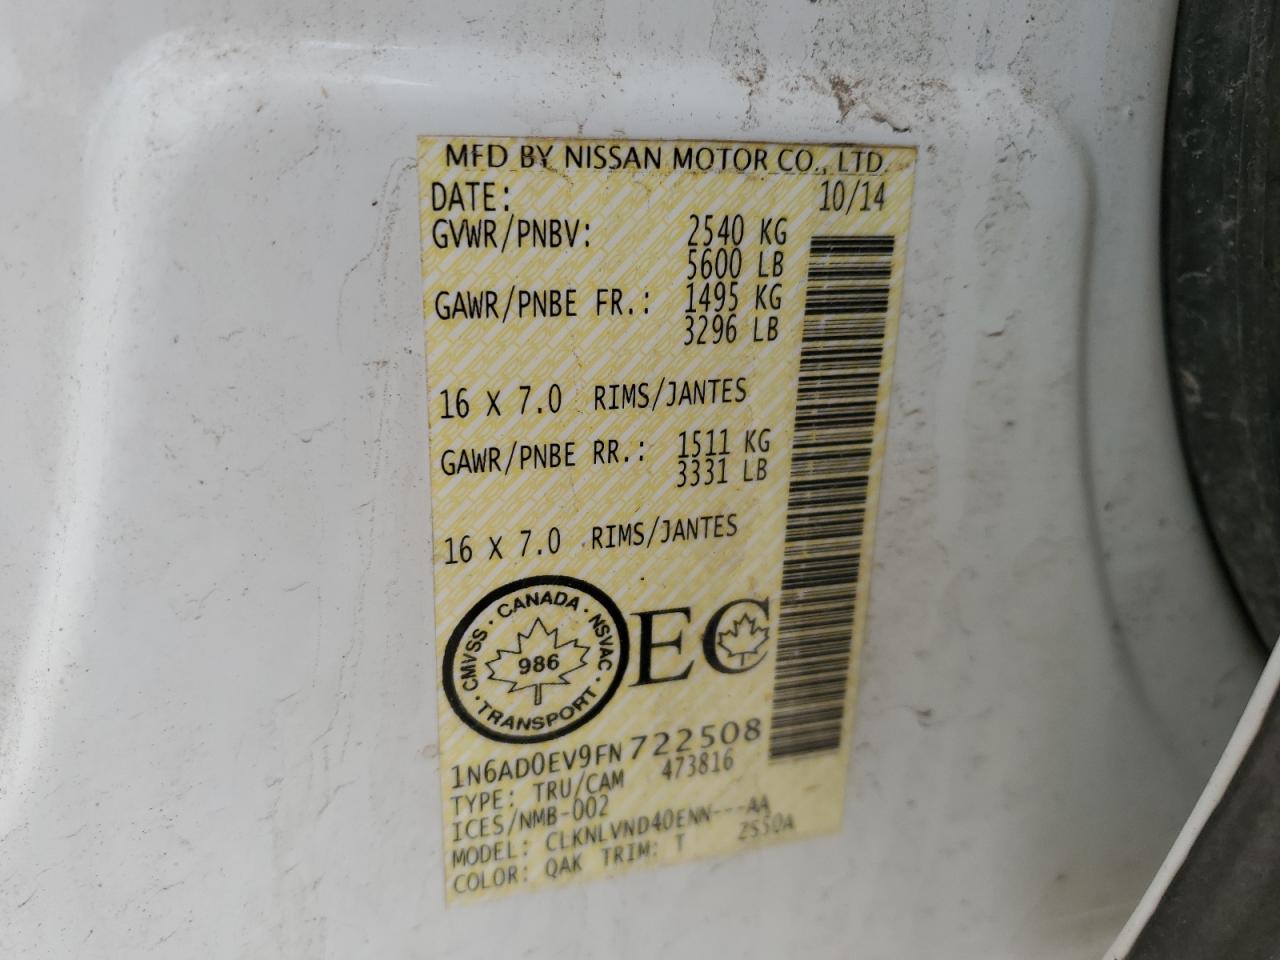 MFD BY NISSAN MOTOR CO., LTD.
DATE: 10/14
GVWR/PNBV: 2540 KG
5600 LB
GAWR/PNBE FR.: 1495 KG
3296 LB
16 X 7.0 RIMS/JANTES
GAWR/PNBE RR.: 1511 KG
3331 LB
16 X 7.0 RIMS/JANTES
CANADA · NSVAC · TRANSPORT · CMVSS ·
986
EC
1N6AD0EV9FN722508
TYPE: TRU/CAM 473816
ICES/NMB-002
MODEL: CLKNLVND40ENN---AA
COLOR: QAK TRIM: T ZS50A